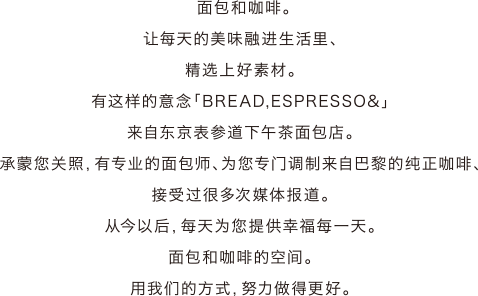 面包和咖啡。
让每天的美味融进生活里、
精选上好素材。
有这样的意念「BREAD,ESPRESSO&」
来自东京表参道下午茶面包店。
承蒙您关照，有专业的面包师、为您专门调制来自巴黎的纯正咖啡、
接受过很多次媒体报道。
从今以后，每天为您提供幸福每一天。
面包和咖啡的空间。
用我们的方式，努力做得更好。